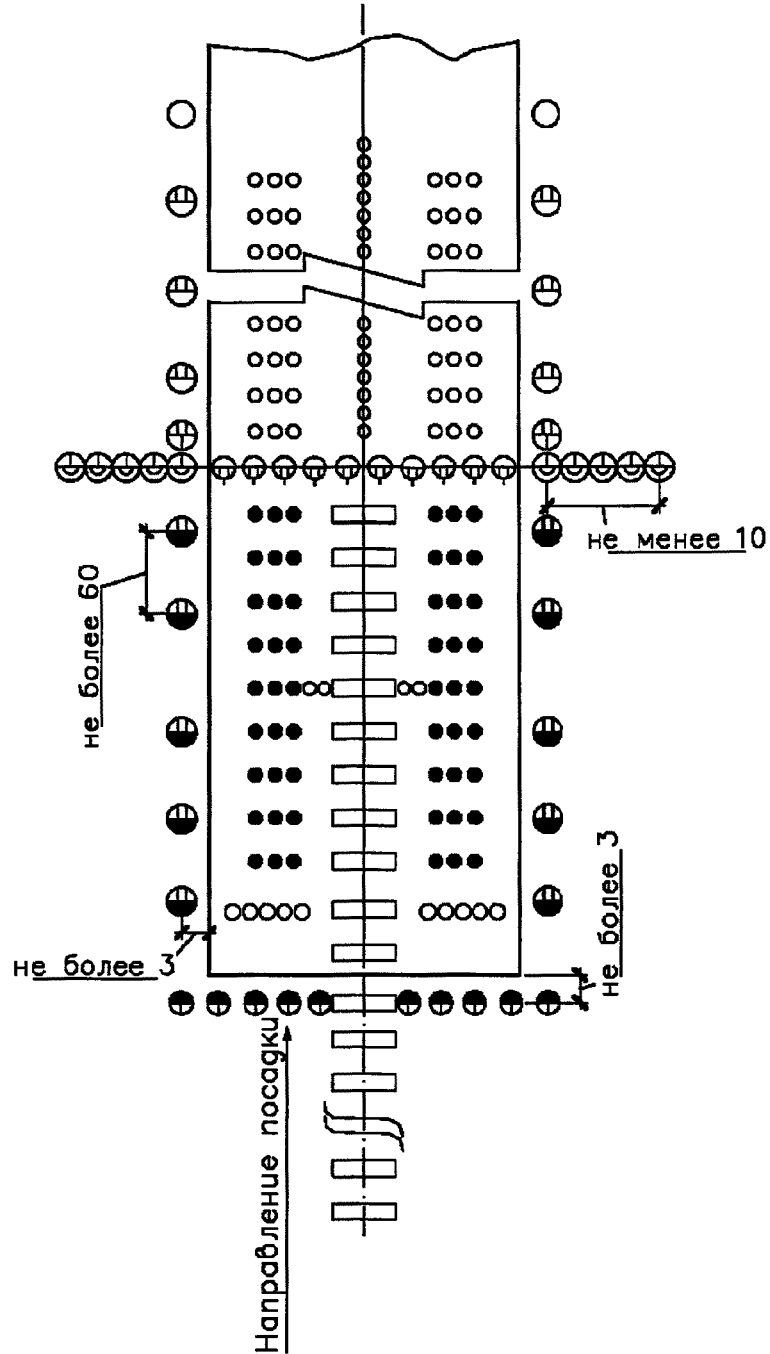 не менее 10
не более 60
не более 3
не более 3
Направление посадки